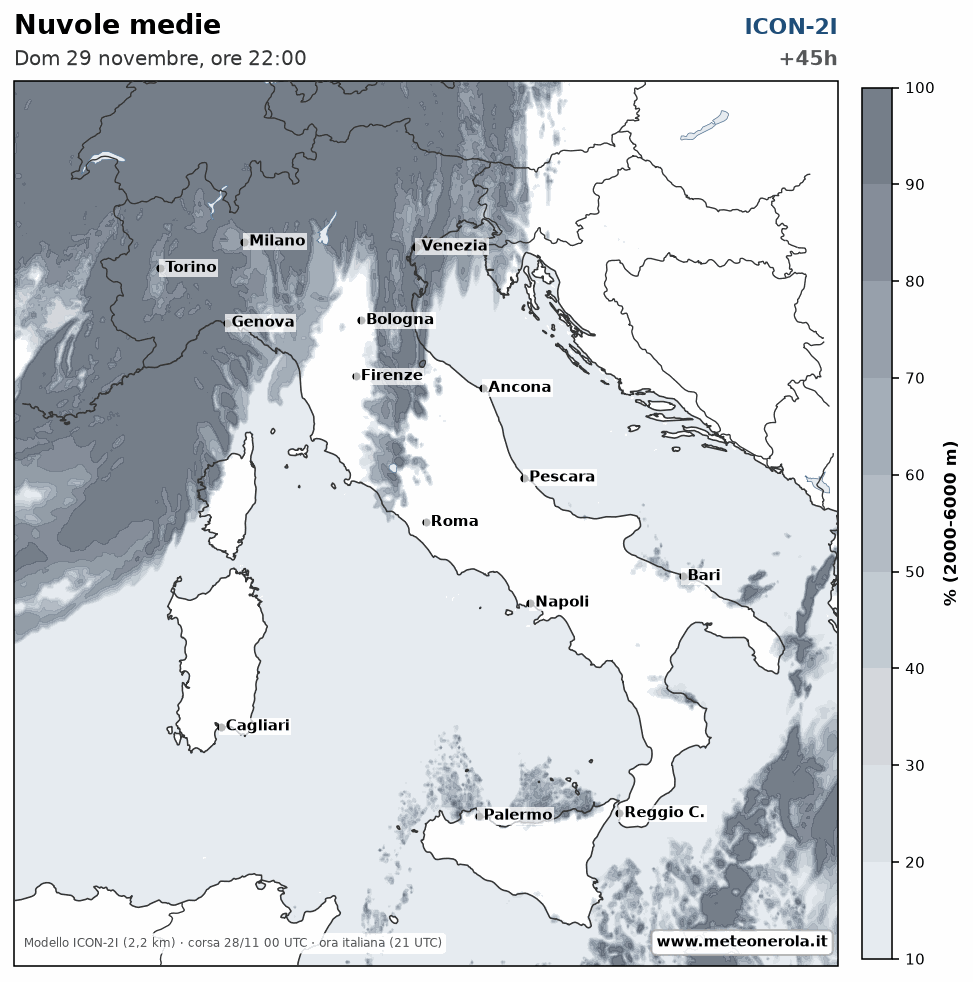 Nuvole medie
ICON-2I
Dom 29 novembre, ore 22:00
+45h
Milano
Venezia
Torino
Genova
Bologna
Firenze
Ancona
Pescara
Roma
Bari
Napoli
Cagliari
Palermo
Reggio C.
100
90
80
70
60
50
40
30
20
10
% (2000-6000 m)
Modello ICON-2I (2,2 km) · corsa 28/11 00 UTC · ora italiana (21 UTC)
www.meteonerola.it